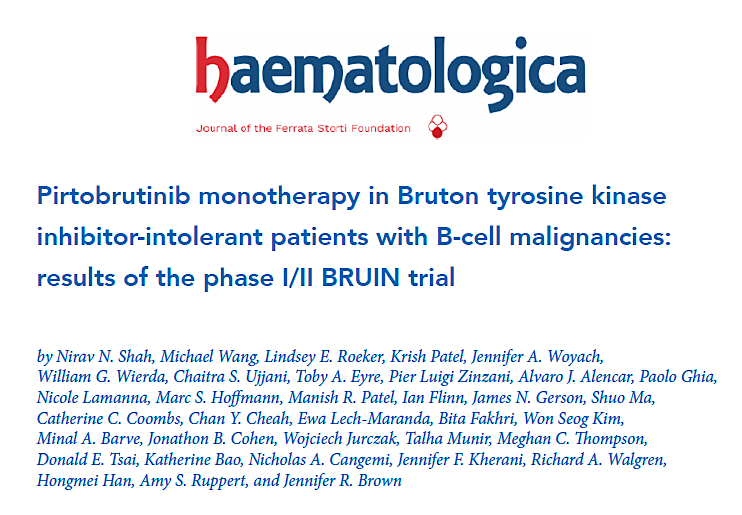 haematologica
Journal of the Ferrata Storti Foundation
Pirtobrutinib monotherapy in Bruton tyrosine kinase
inhibitor-intolerant patients with B-cell malignancies:
results of the phase I/II BRUIN trial
by Nirav N. Shah, Michael Wang, Lindsey E. Roeker, Krish Patel, Jennifer A. Woyach,
William G. Wierda, Chaitra S. Ujjani, Toby A. Eyre, Pier Luigi Zinzani, Alvaro J. Alencar, Paolo Ghia,
Nicole Lamanna, Marc S. Hoffmann, Manish R. Patel, Ian Flinn, James N. Gerson, Shuo Ma,
Catherine C. Coombs, Chan Y. Cheah, Ewa Lech-Maranda, Bita Fakhri, Won Seog Kim,
Minal A. Barve, Jonathon B. Cohen, Wojciech Jurczak, Talha Munir, Meghan C. Thompson,
Donald E. Tsai, Katherine Bao, Nicholas A. Cangemi, Jennifer F. Kherani, Richard A. Walgren,
Hongmei Han, Amy S. Ruppert, and Jennifer R. Brown